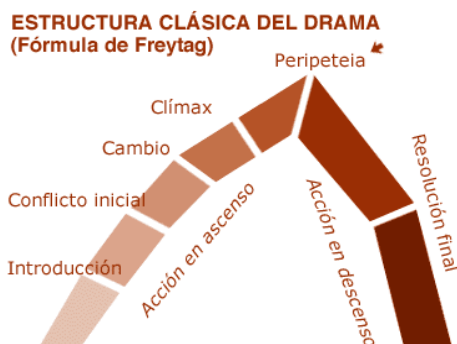 ESTRUCTURA CLÁSICA DEL DRAMA
(Fórmula de Freytag)
Peripeteia
Clímax
Cambio
Conflicto inicial
Introducción
Acción en ascenso
Acción en descenso
Resolución final